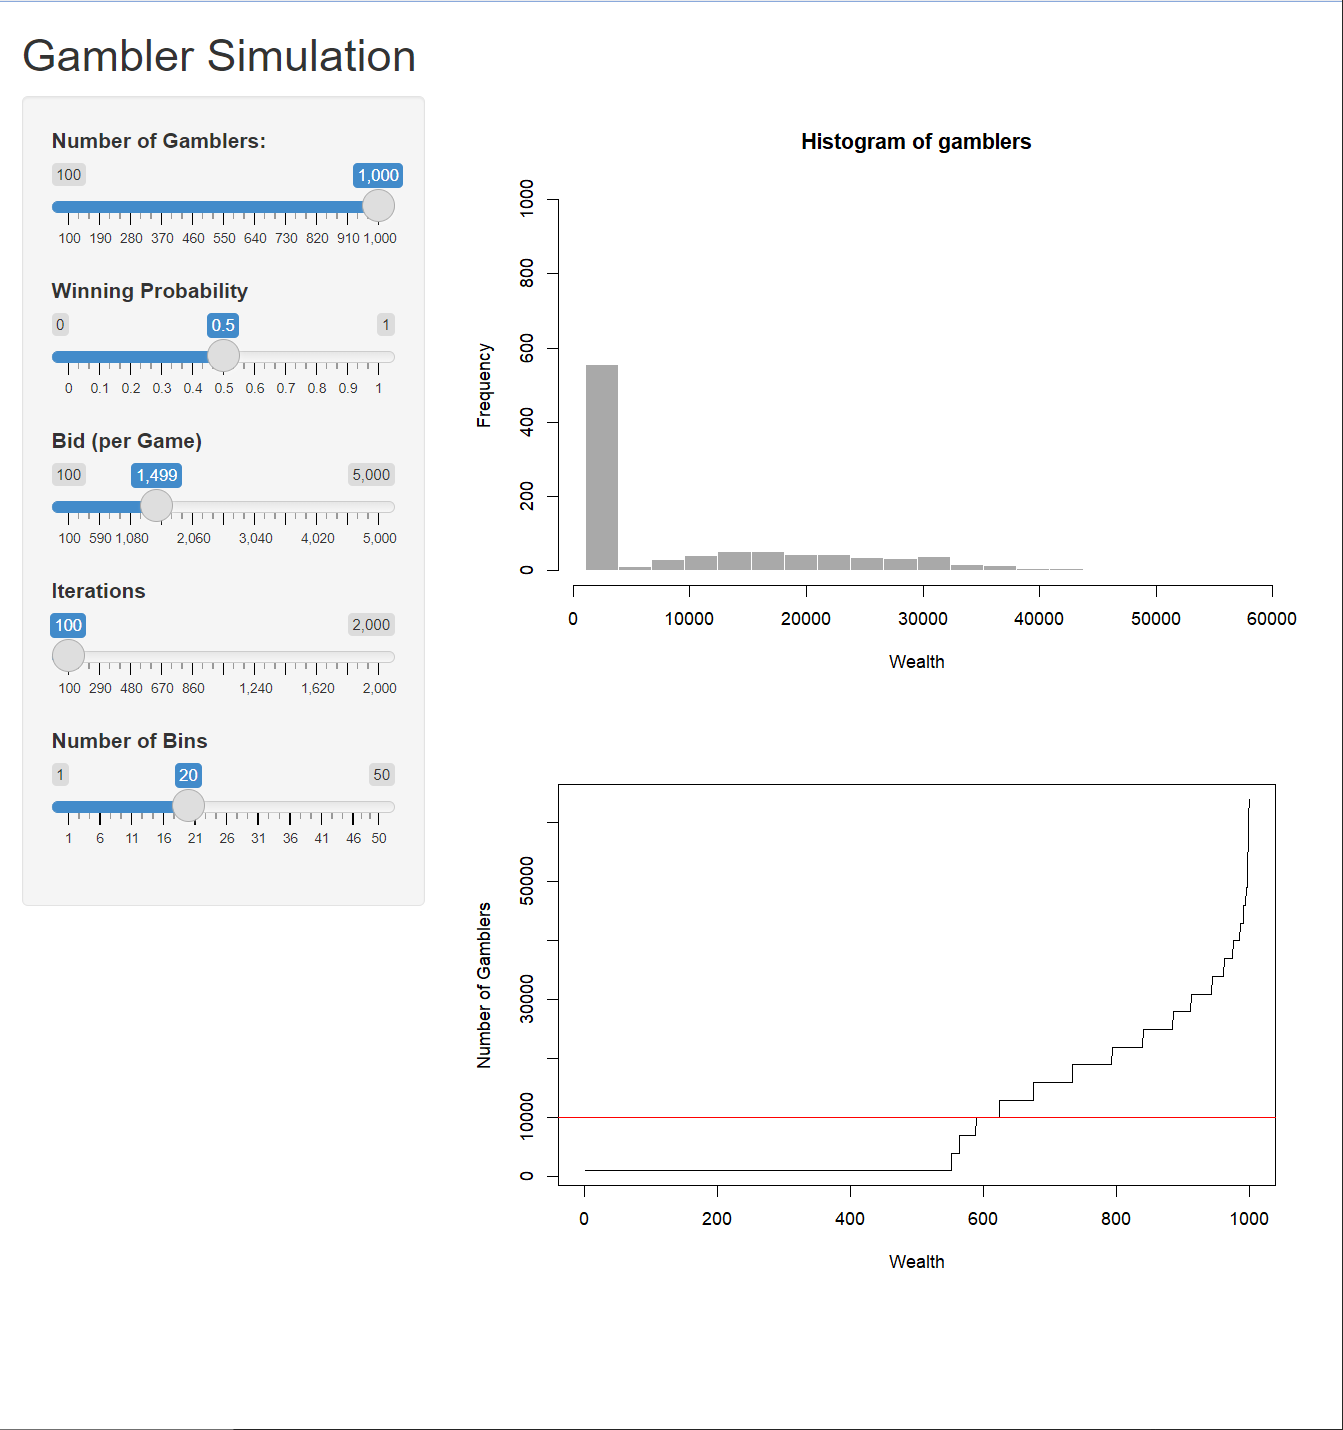 Gambler Simulation
Number of Gamblers:
100 1,000
100 190 280 370 460 550 640 730 820 910 1,000
Winning Probability
0 0.5 1
0 0.1 0.2 0.3 0.4 0.5 0.6 0.7 0.8 0.9 1
Bid (per Game)
100 1,499 5,000
100 590 1,080 2,060 3,040 4,020 5,000
Iterations
100 2,000
100 290 480 670 860 1,240 1,620 2,000
Number of Bins
1 20 50
1 6 11 16 21 26 31 36 41 46 50
Histogram of gamblers
Frequency
1000
800
600
400
200
0
0 10000 20000 30000 40000 50000 60000
Wealth
Number of Gamblers
50000
30000
10000
0
0 200 400 600 800 1000
Wealth